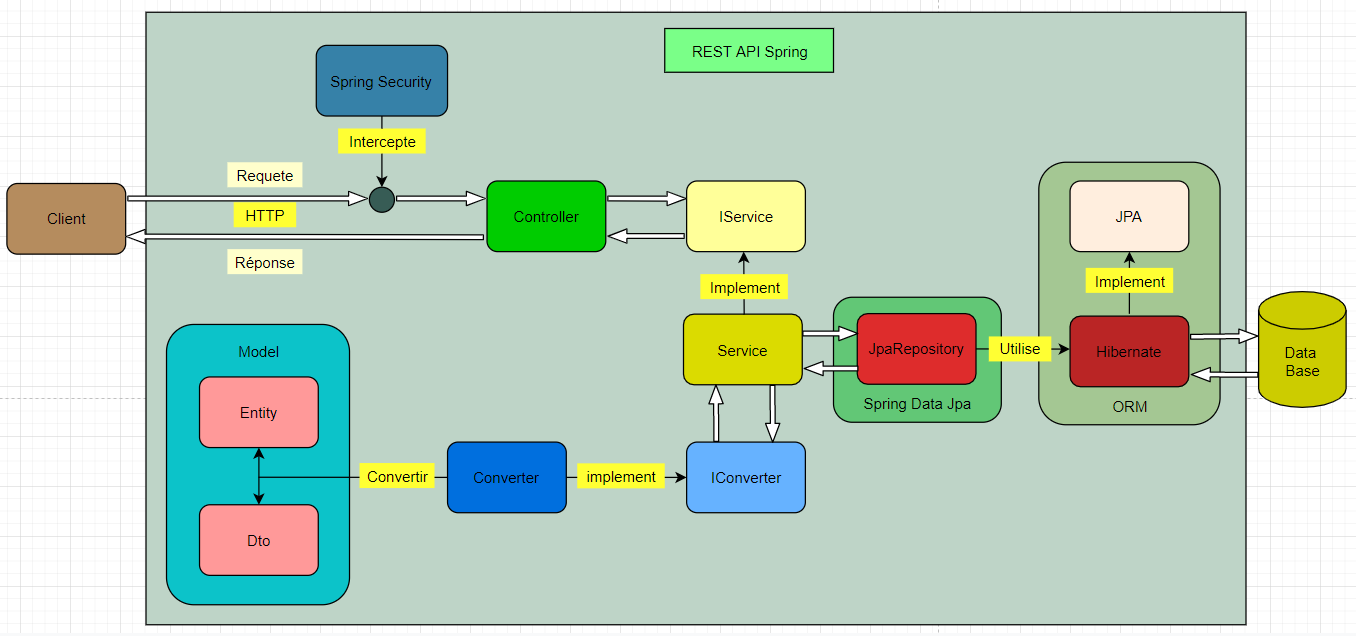 REST API Spring
Spring Security
Intercepte
Requete
HTTP
Réponse
Client
Controller
IService
JPA
Implement
Implement
Model
Entity
Dto
Service
JpaRepository
Spring Data Jpa
Utilise
Hibernate
ORM
Data
Base
Convertir
Converter
implement
IConverter